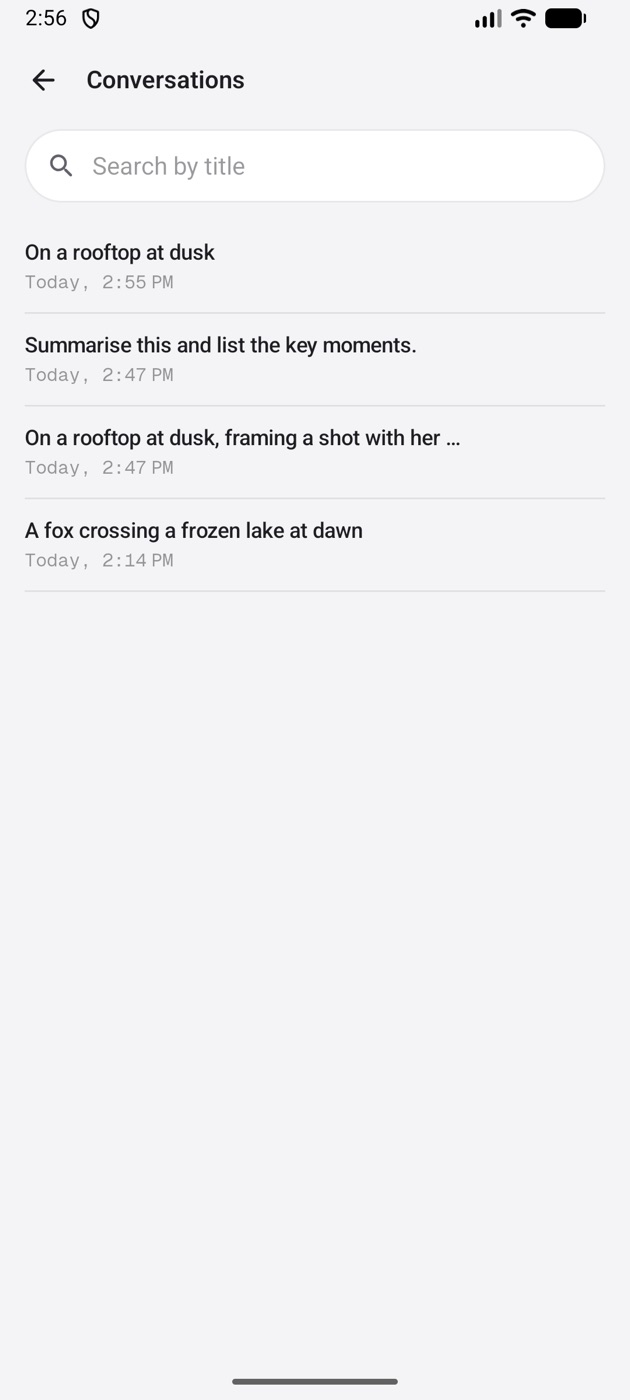 2:56
Conversations
Search by title
On a rooftop at dusk
Today, 2:55 PM
Summarise this and list the key moments.
Today, 2:47 PM
On a rooftop at dusk, framing a shot with her ...
Today, 2:47 PM
A fox crossing a frozen lake at dawn
Today, 2:14 PM